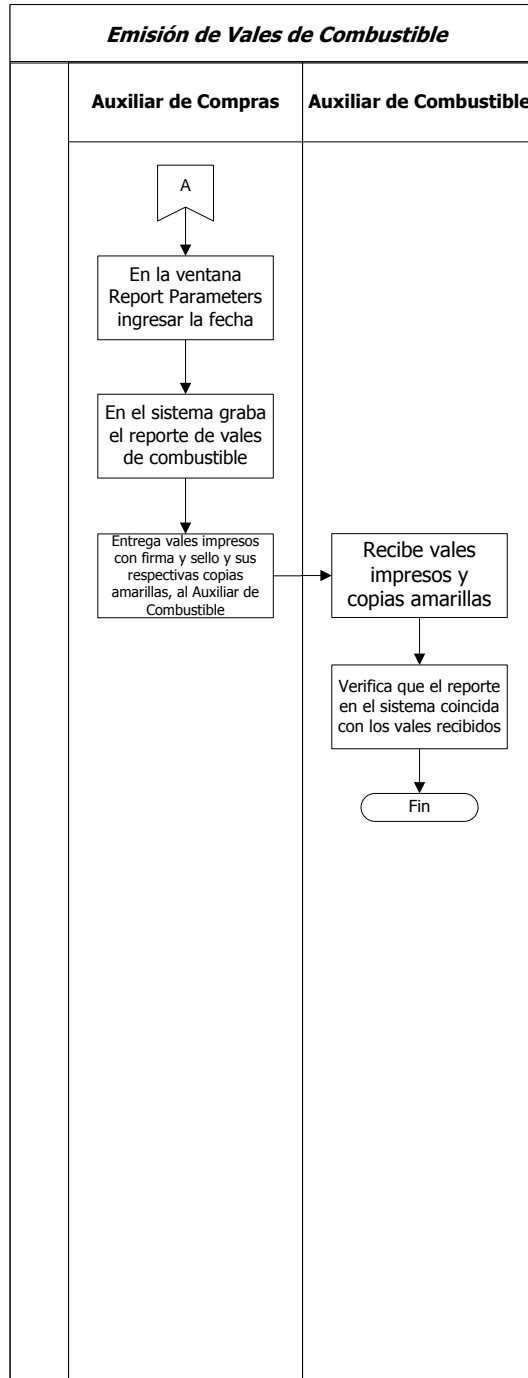 Emisión de Vales de Combustible
Auxiliar de Compras
Auxiliar de Combustible
A
En la ventana
Report Parameters
ingresar la fecha
En el sistema graba
el reporte de vales
de combustible
Entrega vales impresos
con firma y sello y sus
respectivas copias
amarillas, al Auxiliar de
Combustible
Recibe vales
impresos y
copias amarillas
Verifica que el reporte
en el sistema coincida
con los vales recibidos
Fin